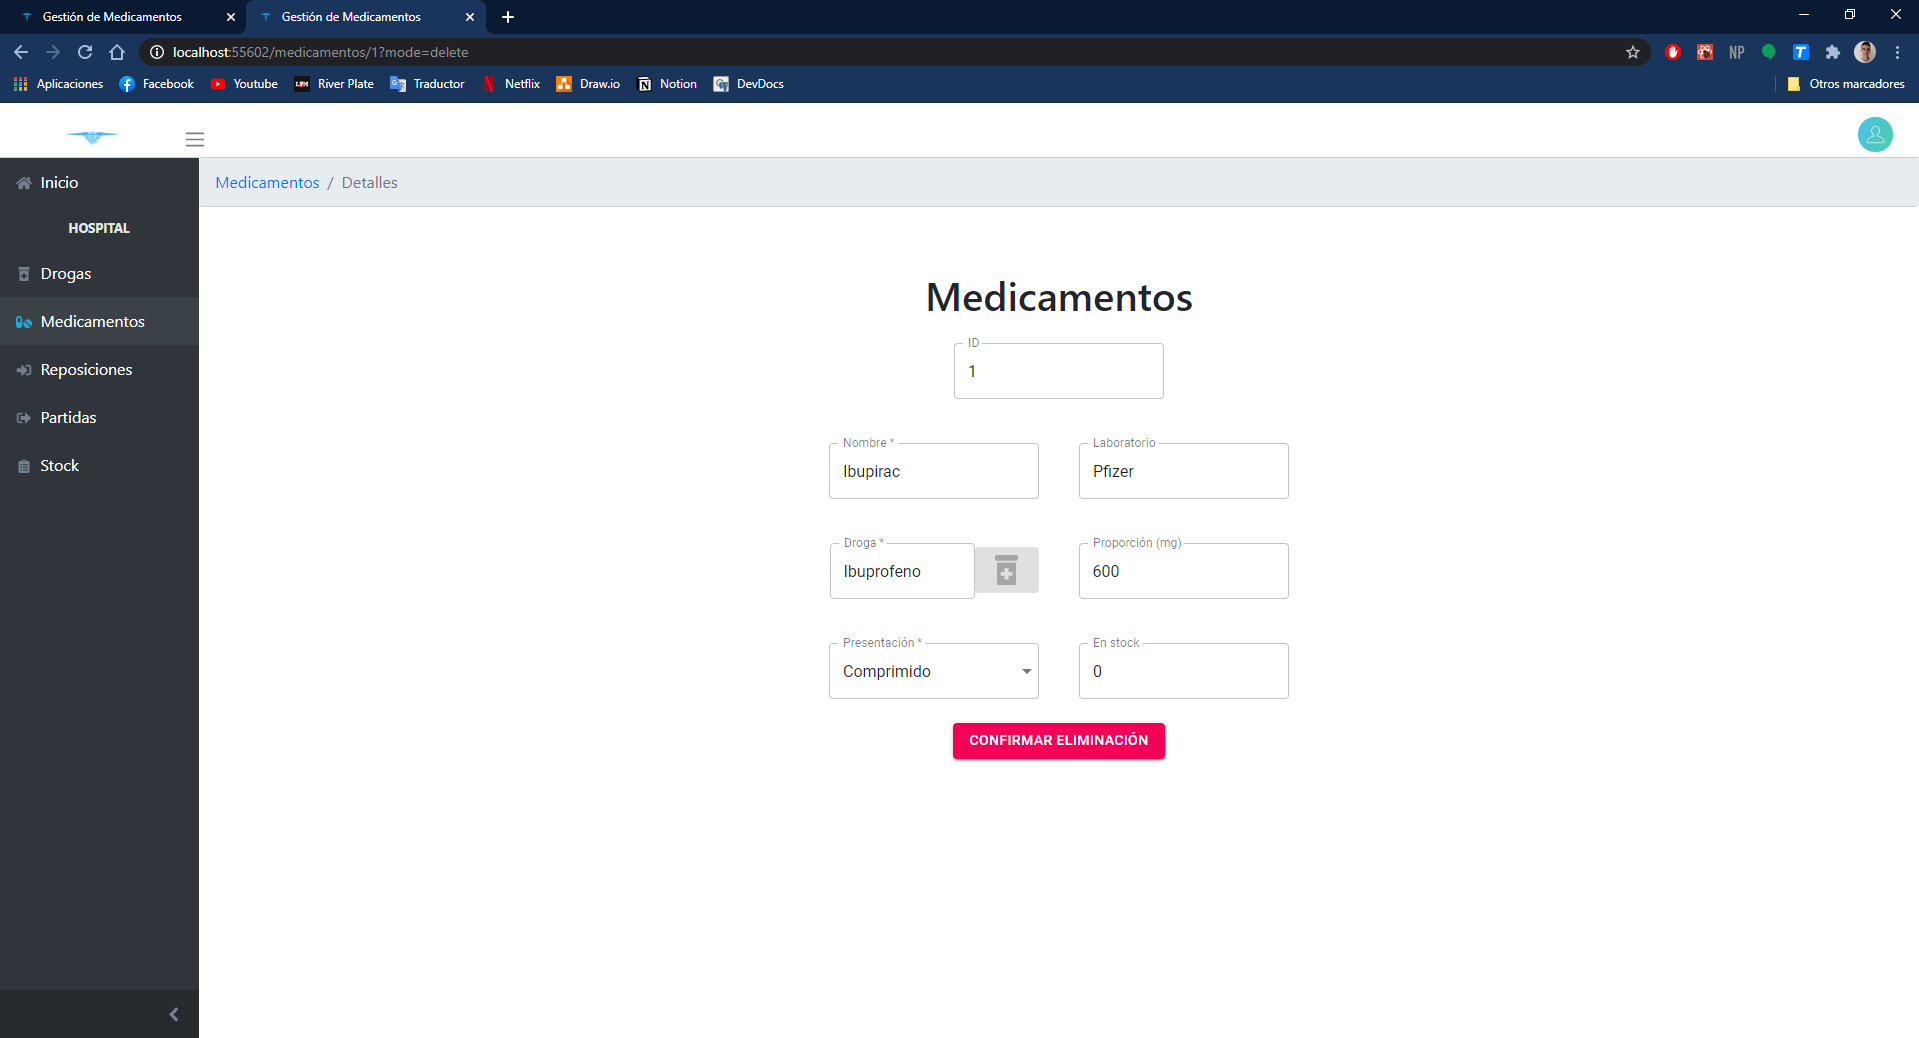 Gestión de Medicamentos
Gestión de Medicamentos
localhost:55602/medicamentos/1?mode=delete
NP
Aplicaciones
Facebook
Youtube
River Plate
Traductor
Netflix
Draw.io
Notion
DevDocs
Otros marcadores
Inicio
HOSPITAL
Drogas
Medicamentos
Reposiciones
Partidas
Stock
Medicamentos / Detalles
Medicamentos
ID
1
Nombre *
Ibupirac
Laboratorio
Pfizer
Droga *
Ibuprofeno
Proporción (mg)
600
Presentación *
Comprimido
En stock
0
CONFIRMAR ELIMINACIÓN